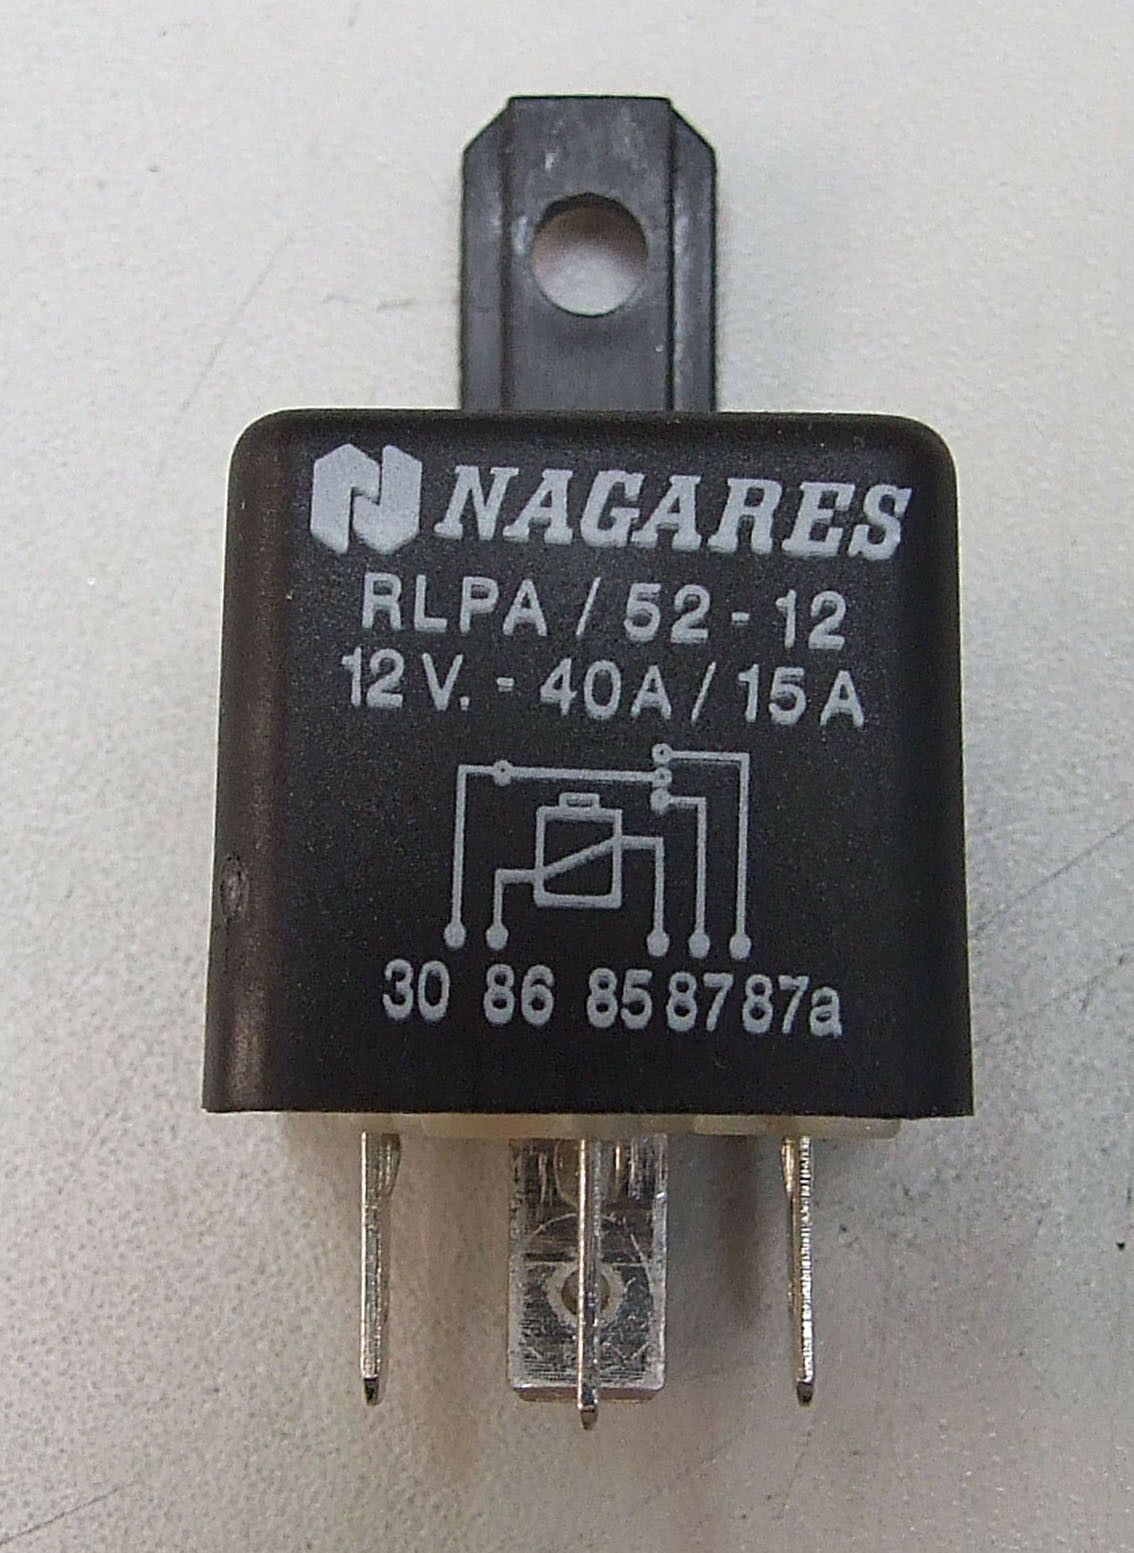 NAGARES
RLPA / 52 - 12
12 V. - 40A / 15 A
30 86 85 87 87a